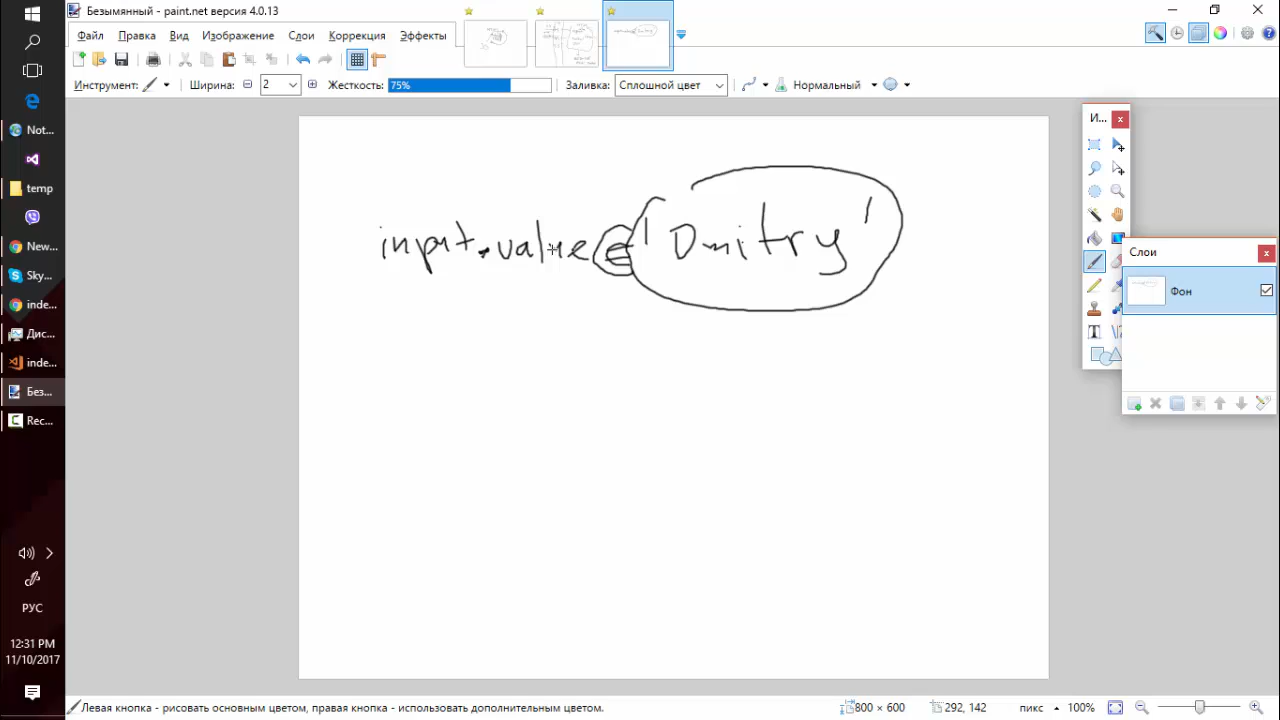 Безымянный - paint.net версия 4.0.13
Файл Правка Вид Изображение Слои Коррекция Эффекты
Инструмент: Ширина: 2 Жесткость: 75% Заливка: Сплошной цвет Нормальный
И...
Not...
temp
New...
Sky...
inde...
Дис...
inde...
Без...
Rec...
input.value = 'Dmitry'
Слои
Фон
РУС
12:31 PM
11/10/2017
Левая кнопка - рисовать основным цветом, правая кнопка - использовать дополнительным цветом.
800 × 600 292, 142 пикс 100%